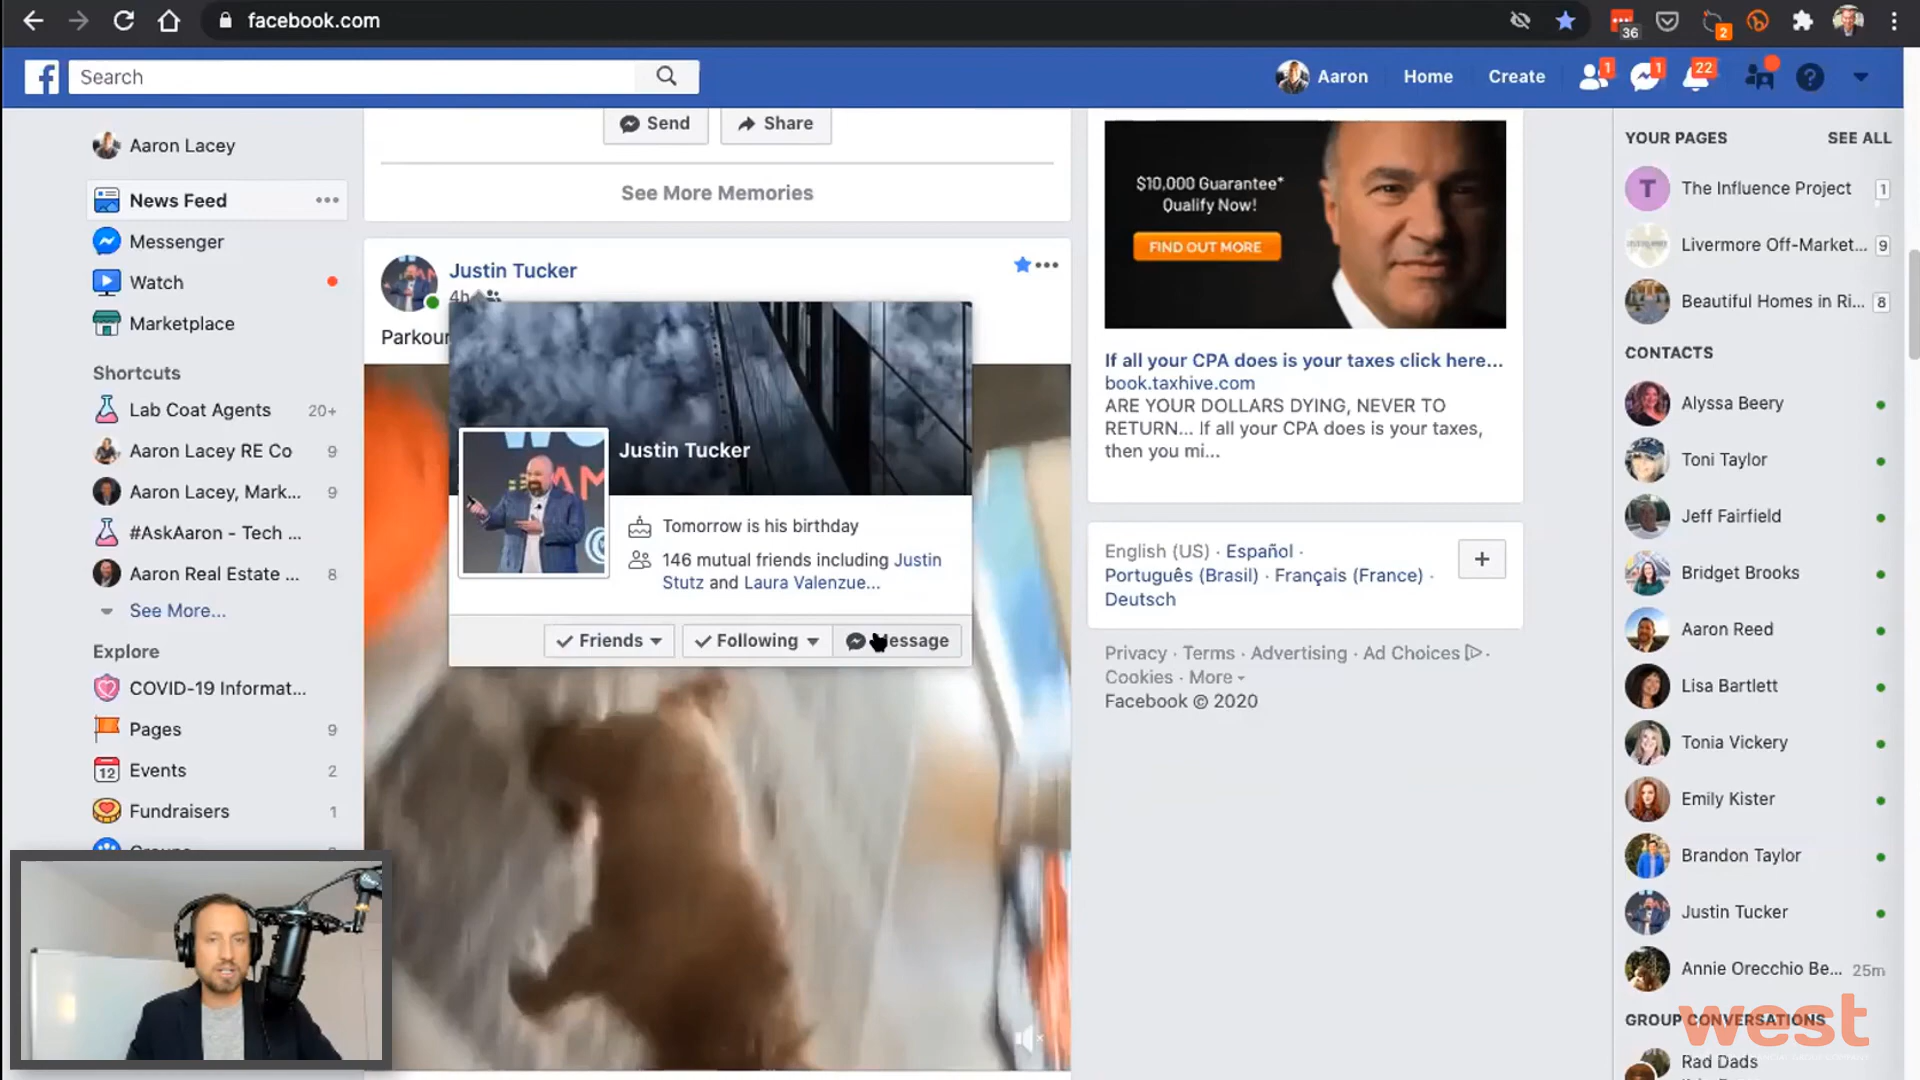 facebook.com
36
2
Search
Aaron
Home
Create
1
1
22
Aaron Lacey
News Feed
Messenger
Watch
Marketplace
Shortcuts
Lab Coat Agents 20+
Aaron Lacey RE Co 9
Aaron Lacey, Mark... 9
#AskAaron - Tech ...
Aaron Real Estate ... 8
See More...
Explore
COVID-19 Informat...
Pages 9
Events 2
12
Fundraisers 1
Send
Share
See More Memories
Justin Tucker
4h
Parkour
Justin Tucker
Tomorrow is his birthday
146 mutual friends including Justin
Stutz and Laura Valenzue...
Friends
Following
Message
$10,000 Guarantee*
Qualify Now!
FIND OUT MORE
If all your CPA does is your taxes click here...
book.taxhive.com
ARE YOUR DOLLARS DYING, NEVER TO
RETURN... If all your CPA does is your taxes,
then you mi...
English (US) · Español ·
Português (Brasil) · Français (France) ·
Deutsch
Privacy · Terms · Advertising · Ad Choices ·
Cookies · More
Facebook © 2020
YOUR PAGES SEE ALL
T
The Influence Project 1
Livermore Off-Market... 9
Beautiful Homes in Ri... 8
CONTACTS
Alyssa Beery
Toni Taylor
Jeff Fairfield
Bridget Brooks
Aaron Reed
Lisa Bartlett
Tonia Vickery
Emily Kister
Brandon Taylor
Justin Tucker
Annie Orecchio Be... 25m
GROUP CONVERSATIONS
west
Rad Dads